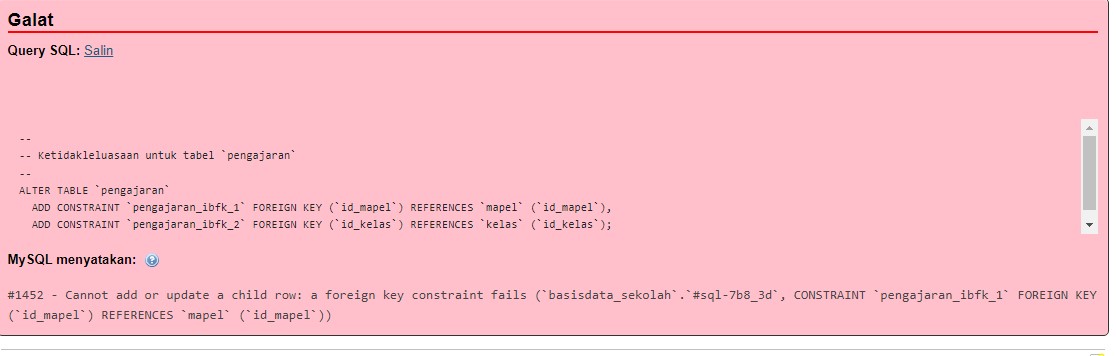 Galat
Query SQL: Salin
--
-- Ketidakleluasaan untuk tabel `pengajaran`
--
ALTER TABLE `pengajaran`
ADD CONSTRAINT `pengajaran_ibfk_1` FOREIGN KEY (`id_mapel`) REFERENCES `mapel` (`id_mapel`),
ADD CONSTRAINT `pengajaran_ibfk_2` FOREIGN KEY (`id_kelas`) REFERENCES `kelas` (`id_kelas`);
MySQL menyatakan:
#1452 - Cannot add or update a child row: a foreign key constraint fails (`basisdata_sekolah`.`#sql-7b8_3d`, CONSTRAINT `pengajaran_ibfk_1` FOREIGN KEY
(`id_mapel`) REFERENCES `mapel` (`id_mapel`))